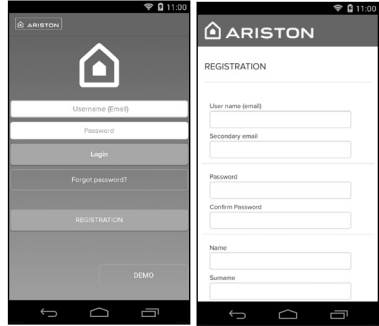 11:00
ARISTON
Username (Email)
Password
Login
Forgot password?
REGISTRATION
DEMO
11:00
ARISTON
REGISTRATION
User name (email)
Secondary email
Password
Confirm Password
Name
Surname